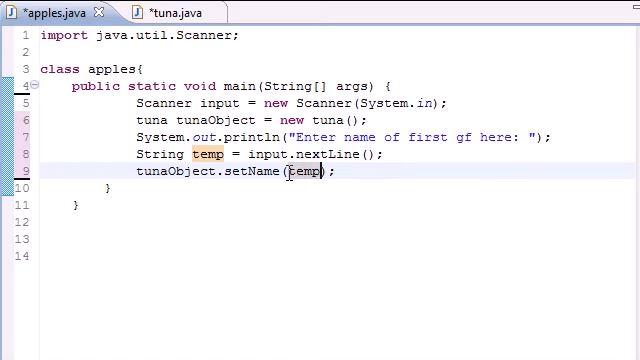 *apples.java
*tuna.java
1 import java.util.Scanner;
2
3 class apples{
4 public static void main(String[] args) {
5 Scanner input = new Scanner(System.in);
6 tuna tunaObject = new tuna();
7 System.out.println("Enter name of first gf here: ");
8 String temp = input.nextLine();
9 tunaObject.setName(temp);
10 }
11 }
12
13
14